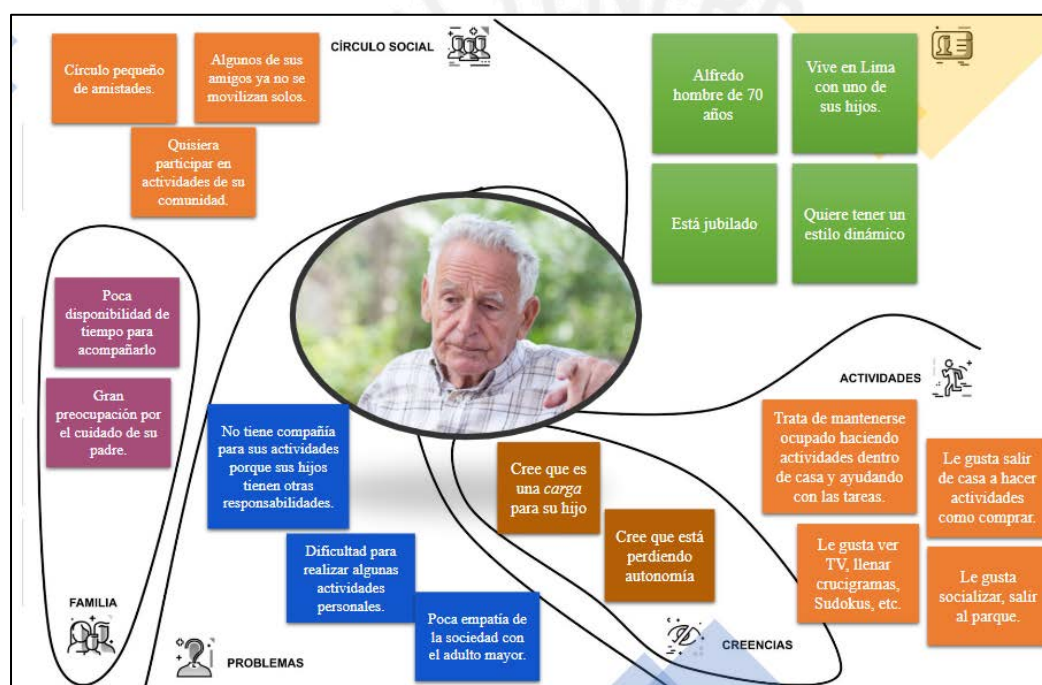 CÍRCULO SOCIAL
Círculo pequeño
de amistades.
Algunos de sus
amigos ya no se
movilizan solos.
Quisiera
participar en
actividades de su
comunidad.
Alfredo
hombre de 70
años
Vive en Lima
con uno de
sus hijos.
Está jubilado
Quiere tener un
estilo dinámico
Poca
disponibilidad de
tiempo para
acompañarlo
Gran
preocupación por
el cuidado de su
padre.
FAMILIA
No tiene compañía
para sus actividades
porque sus hijos
tienen otras
responsabilidades.
Dificultad para
realizar algunas
actividades
personales.
Poca empatía de
la sociedad con
el adulto mayor.
PROBLEMAS
Cree que es
una carga
para su hijo
Cree que está
perdiendo
autonomía
CREENCIAS
ACTIVIDADES
Trata de mantenerse
ocupado haciendo
actividades dentro
de casa y ayudando
con las tareas.
Le gusta salir
de casa a hacer
actividades
como comprar.
Le gusta ver
TV, llenar
crucigramas,
Sudokus, etc.
Le gusta
socializar, salir
al parque.